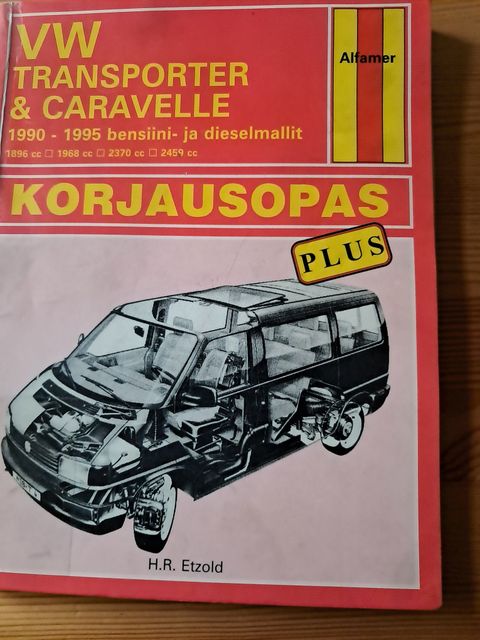 VW
TRANSPORTER
& CARAVELLE
1990 - 1995 bensiini- ja dieselmallit
1896 cc □ 1968 cc □ 2370 cc □ 2459 cc
Alfamer
KORJAUSOPAS
PLUS
H.R. Etzold